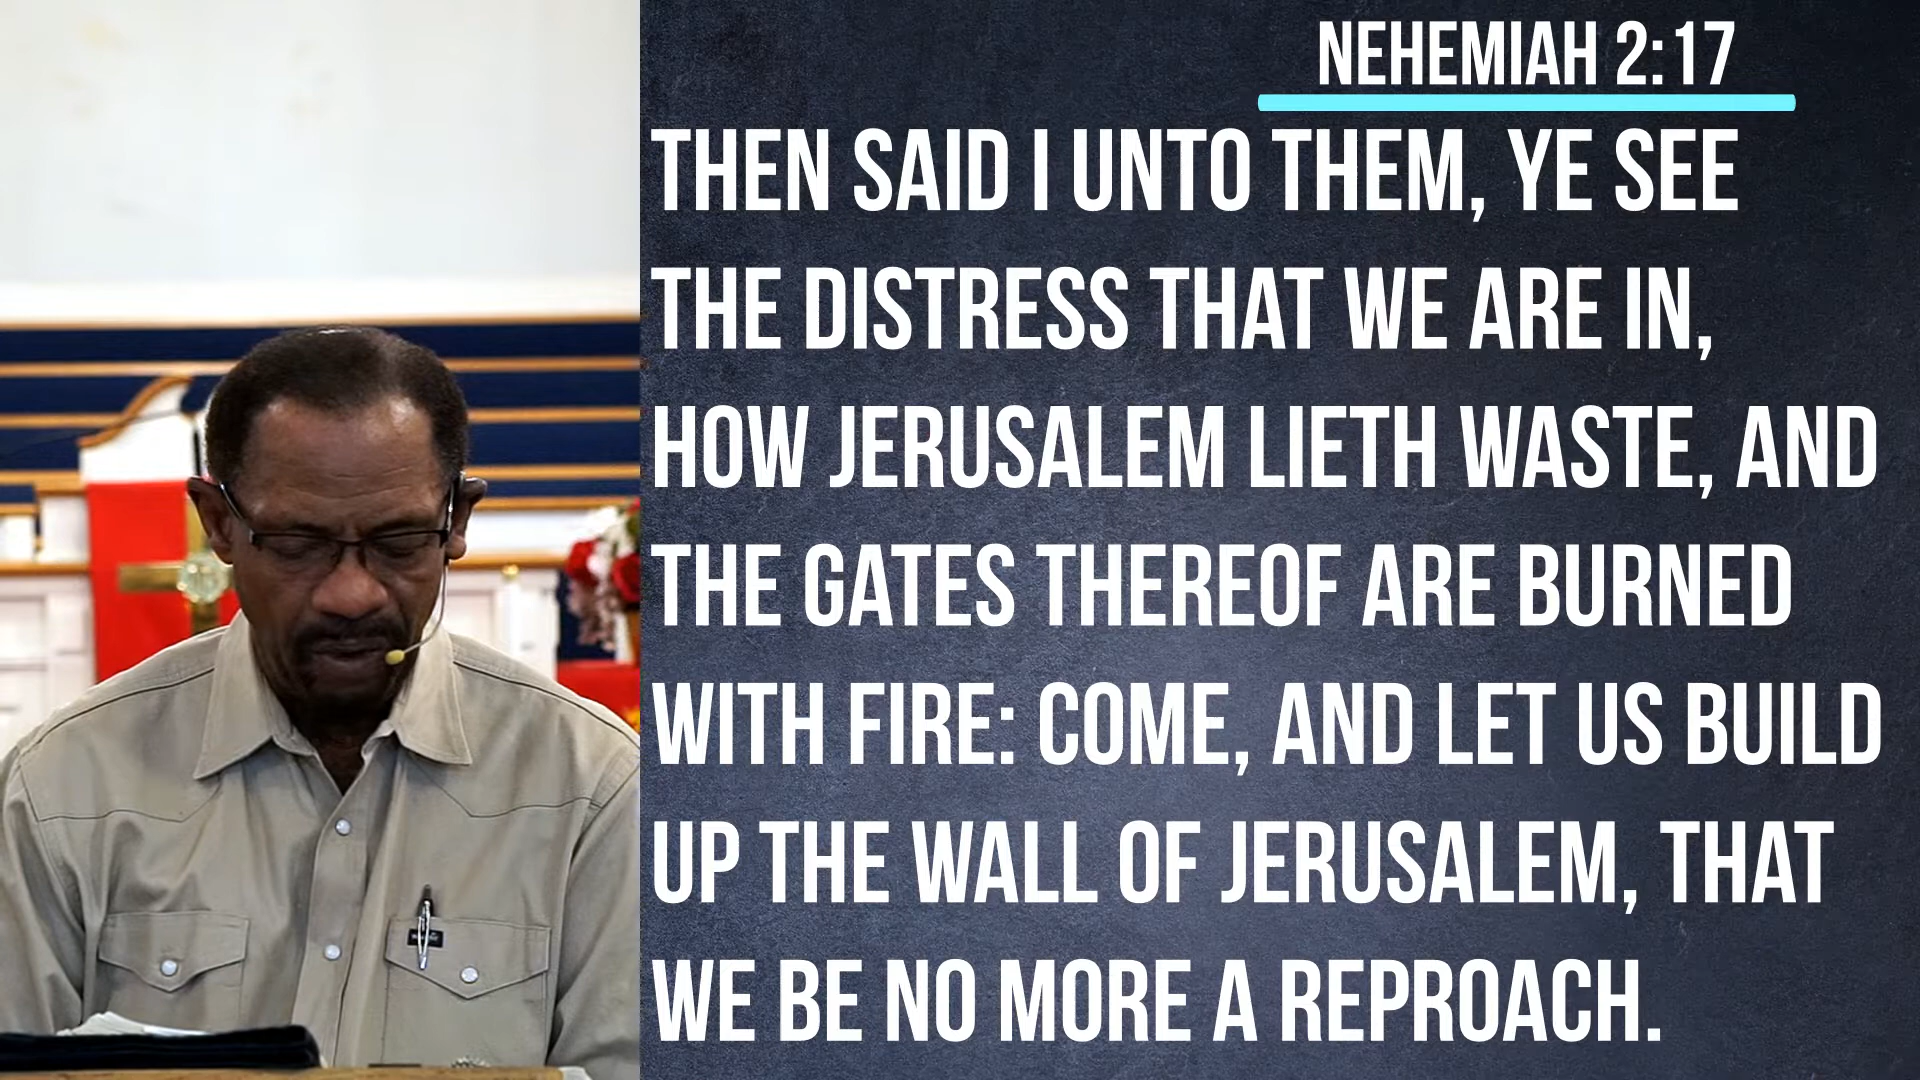 NEHEMIAH 2:17
THEN SAID I UNTO THEM, YE SEE
THE DISTRESS THAT WE ARE IN,
HOW JERUSALEM LIETH WASTE, AND
THE GATES THEREOF ARE BURNED
WITH FIRE: COME, AND LET US BUILD
UP THE WALL OF JERUSALEM, THAT
WE BE NO MORE A REPROACH.